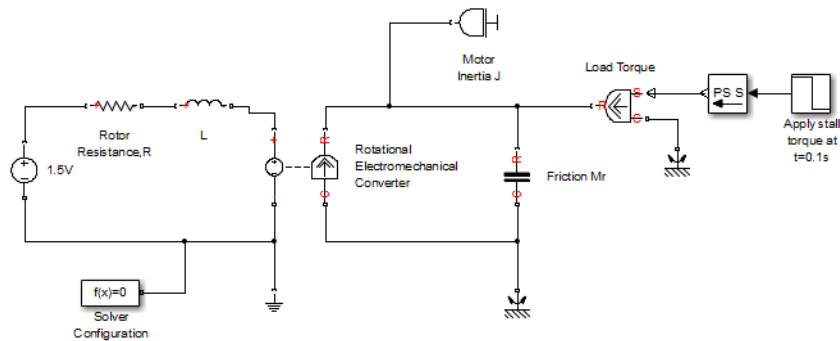 Motor
Inertia J
Load Torque
S
PS S
R
C
Apply stall
torque at
t=0.1s
+
-
+
-
Rotor
Resistance,R
L
+
1.5V
+
-
R
C
Rotational
Electromechanical
Converter
R
C
Friction Mr
f(x)=0
Solver
Configuration